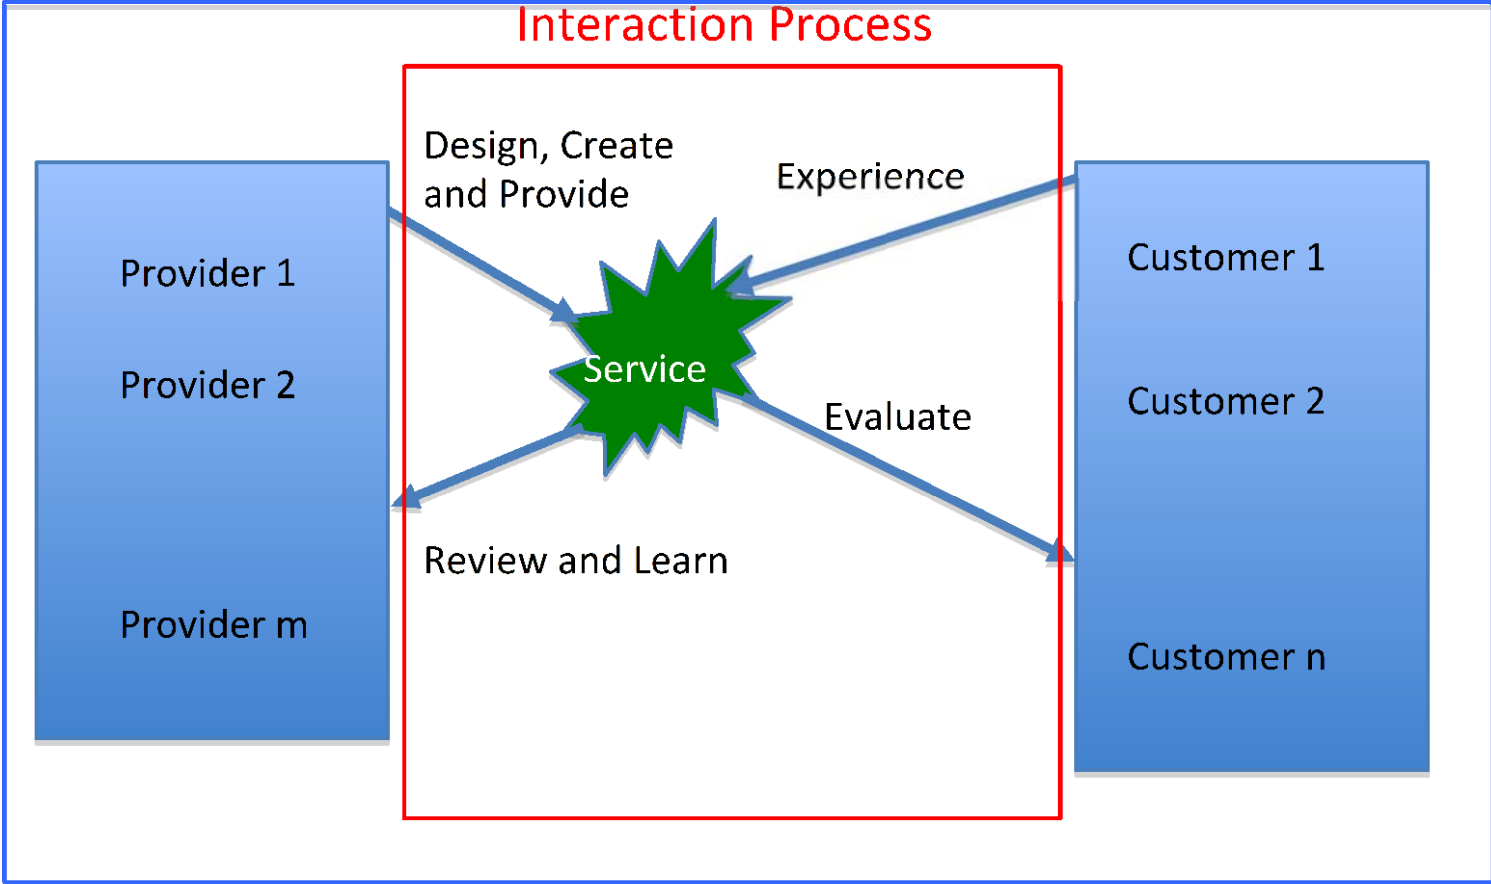 Interaction Process
Design, Create
and Provide
Experience
Provider 1
Provider 2
Provider m
Service
Evaluate
Review and Learn
Customer 1
Customer 2
Customer n